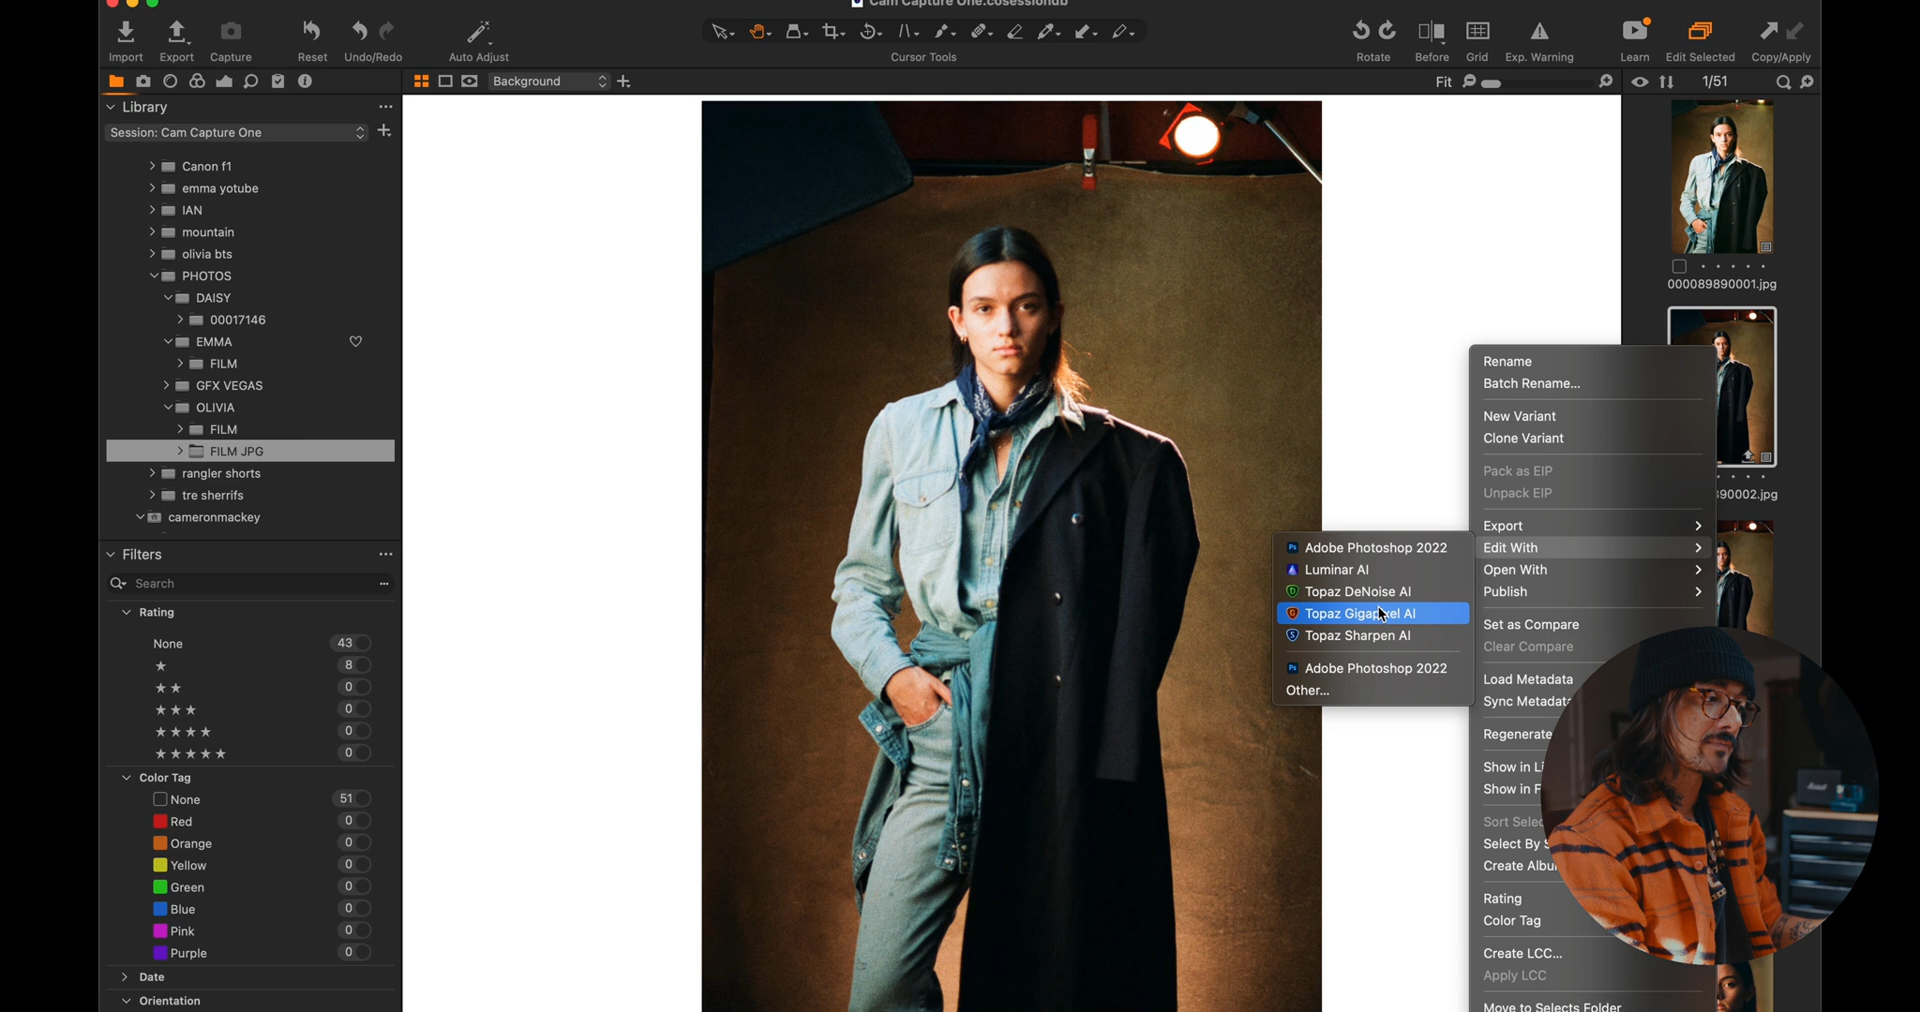 Cam Capture One.cosessiondb
Import
Export
Capture
Reset
Undo/Redo
Auto Adjust
Cursor Tools
Rotate
Before
Grid
Exp. Warning
Learn
Edit Selected
Copy/Apply
Background
Fit
1/51
Library
Session: Cam Capture One
Canon f1
emma yotube
IAN
mountain
olivia bts
PHOTOS
DAISY
00017146
EMMA
FILM
GFX VEGAS
OLIVIA
FILM
FILM JPG
rangler shorts
tre sherrifs
cameronmackey
Filters
Search
Rating
None 43
8
0
0
0
0
Color Tag
None 51
Red 0
Orange 0
Yellow 0
Green 0
Blue 0
Pink 0
Purple 0
Date
Orientation
000089890001.jpg
90002.jpg
Rename
Batch Rename...
New Variant
Clone Variant
Pack as EIP
Unpack EIP
Export
Edit With
Open With
Publish
Set as Compare
Clear Compare
Load Metadata
Sync Metadata
Regenerate
Show in Li
Show in F
Sort Selec
Select By S
Create Albu
Rating
Color Tag
Create LCC...
Apply LCC
Move to Selects Folder
Adobe Photoshop 2022
Luminar AI
Topaz DeNoise AI
Topaz Gigapixel AI
Topaz Sharpen AI
Adobe Photoshop 2022
Other...